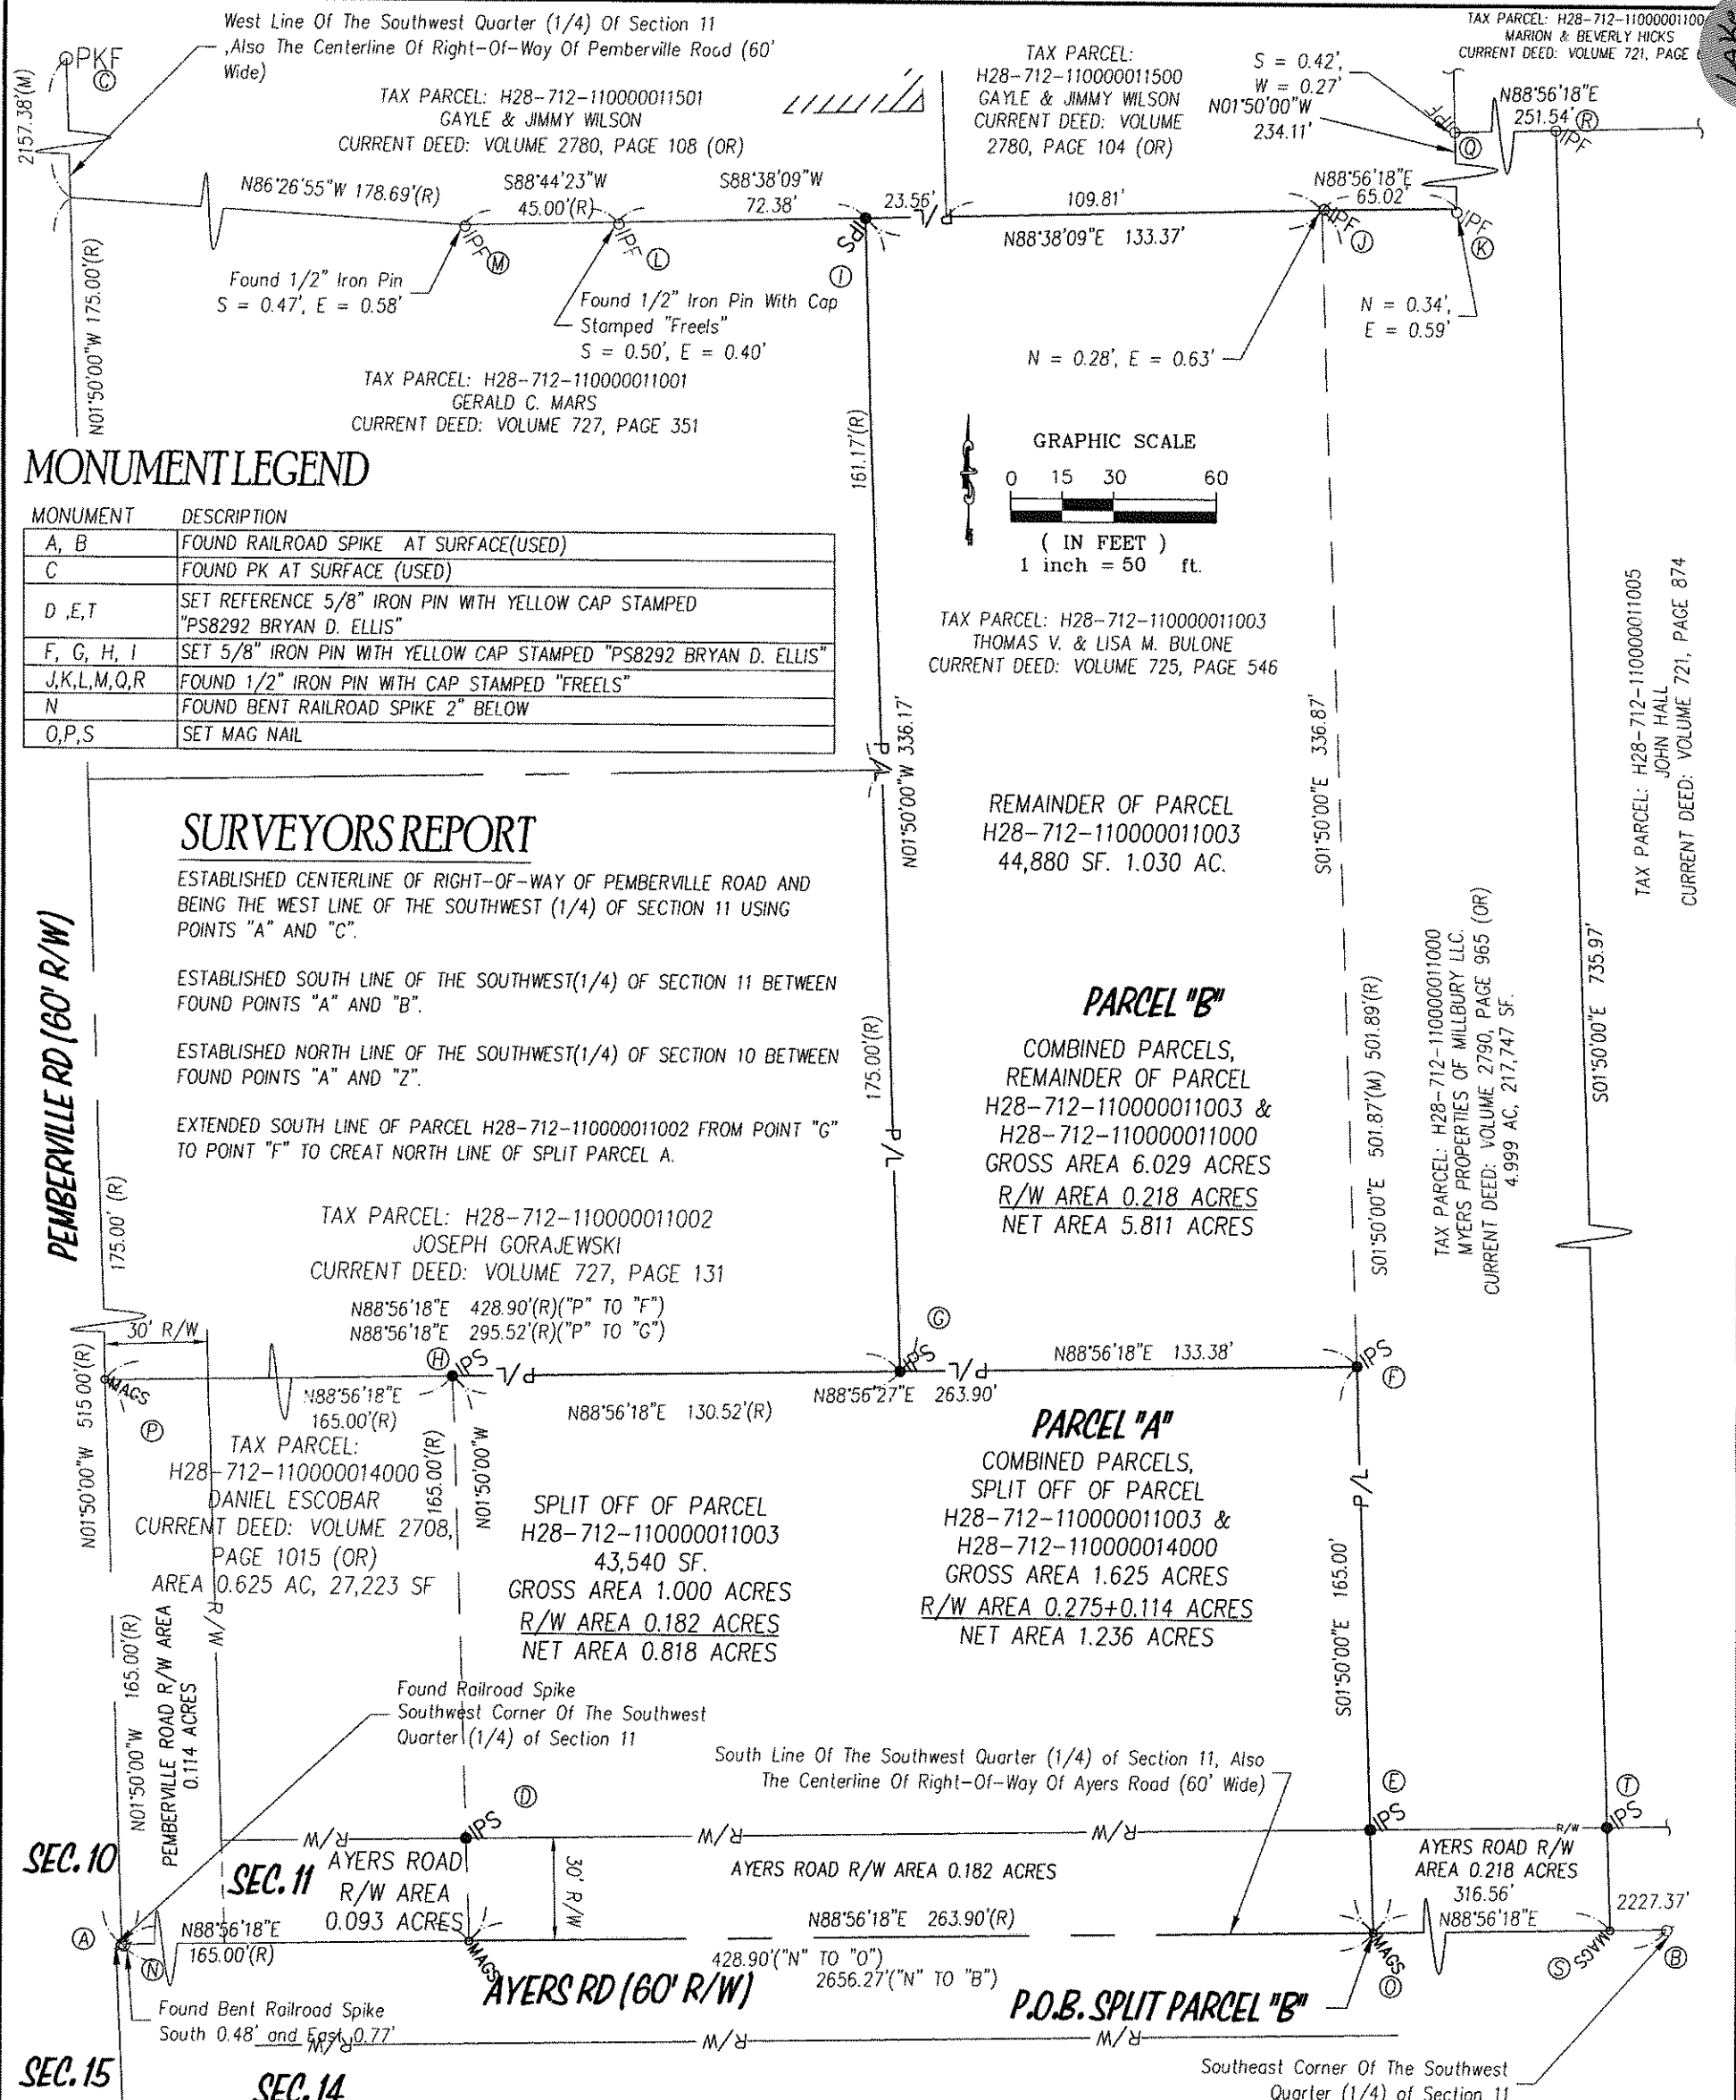 West Line Of The Southwest Quarter (1/4) Of Section 11
,Also The Centerline Of Right-Of-Way Of Pemberville Road (60'
Wide)
PKF
C
2157.38'(M)
TAX PARCEL: H28-712-110000011501
GAYLE & JIMMY WILSON
CURRENT DEED: VOLUME 2780, PAGE 108 (OR)
TAX PARCEL:
H28-712-110000011500
GAYLE & JIMMY WILSON
CURRENT DEED: VOLUME
2780, PAGE 104 (OR)
S = 0.42',
W = 0.27'
N01°50'00"W
234.11'
TAX PARCEL: H28-712-1100001100
MARION & BEVERLY HICKS
CURRENT DEED: VOLUME 721, PAGE
N88°56'18"E
251.54'
R
IPF
IPF
Q
N86°26'55"W 178.69'(R)
S88°44'23"W
45.00'(R)
S88°38'09"W
72.38'
23.56'
109.81'
N88°56'18"E
65.02'
N88°38'09"E 133.37'
IPF
M
IPF
L
IPS
I
IPF
J
IPF
K
Found 1/2" Iron Pin
S = 0.47', E = 0.58'
Found 1/2" Iron Pin With Cap
Stamped "Freels"
S = 0.50', E = 0.40'
N = 0.34',
E = 0.59'
N = 0.28', E = 0.63'
N01°50'00"W 175.00'(R)
TAX PARCEL: H28-712-110000011001
GERALD C. MARS
CURRENT DEED: VOLUME 727, PAGE 351
161.17'(R)
GRAPHIC SCALE
0 15 30 60
( IN FEET )
1 inch = 50 ft.
MONUMENT LEGEND
MONUMENT DESCRIPTION
A, B FOUND RAILROAD SPIKE AT SURFACE(USED)
C FOUND PK AT SURFACE (USED)
D ,E,T SET REFERENCE 5/8" IRON PIN WITH YELLOW CAP STAMPED
"PS8292 BRYAN D. ELLIS"
F, G, H, I SET 5/8" IRON PIN WITH YELLOW CAP STAMPED "PS8292 BRYAN D. ELLIS"
J,K,L,M,Q,R FOUND 1/2" IRON PIN WITH CAP STAMPED "FREELS"
N FOUND BENT RAILROAD SPIKE 2" BELOW
O,P,S SET MAG NAIL
TAX PARCEL: H28-712-110000011003
THOMAS V. & LISA M. BULONE
CURRENT DEED: VOLUME 725, PAGE 546
TAX PARCEL: H28-712-110000011005
JOHN HALL
CURRENT DEED: VOLUME 721, PAGE 874
P/L
N01°50'00"W 336.17'
S01°50'00"E 336.87'
REMAINDER OF PARCEL
H28-712-110000011003
44,880 SF. 1.030 AC.
SURVEYORS REPORT
ESTABLISHED CENTERLINE OF RIGHT-OF-WAY OF PEMBERVILLE ROAD AND
BEING THE WEST LINE OF THE SOUTHWEST (1/4) OF SECTION 11 USING
POINTS "A" AND "C".
ESTABLISHED SOUTH LINE OF THE SOUTHWEST(1/4) OF SECTION 11 BETWEEN
FOUND POINTS "A" AND "B".
ESTABLISHED NORTH LINE OF THE SOUTHWEST(1/4) OF SECTION 10 BETWEEN
FOUND POINTS "A" AND "Z".
EXTENDED SOUTH LINE OF PARCEL H28-712-110000011002 FROM POINT "G"
TO POINT "F" TO CREAT NORTH LINE OF SPLIT PARCEL A.
PEMBERVILLE RD (60' R/W)
175.00' (R)
175.00'(R)
P/L
PARCEL "B"
COMBINED PARCELS,
REMAINDER OF PARCEL
H28-712-110000011003 &
H28-712-110000011000
GROSS AREA 6.029 ACRES
R/W AREA 0.218 ACRES
NET AREA 5.811 ACRES
S01°50'00"E 501.87'(M) 501.89'(R)
TAX PARCEL: H28-712-110000011000
MYERS PROPERTIES OF MILLBURY LLC.
CURRENT DEED: VOLUME 2790, PAGE 965 (OR)
4.999 AC, 217,747 SF.
S01°50'00"E 735.97'
TAX PARCEL: H28-712-110000011002
JOSEPH GORAJEWSKI
CURRENT DEED: VOLUME 727, PAGE 131
N88°56'18"E 428.90'(R)("P" TO "F")
N88°56'18"E 295.52'(R)("P" TO "G")
30' R/W
H
IPS
P/L
G
IPS
P/L
N88°56'18"E 133.38'
IPS
F
MAGS
P
N88°56'18"E
165.00'(R)
N88°56'18"E 130.52'(R)
N88°56'27"E 263.90'
N01°50'00"W 515.00'(R)
TAX PARCEL:
H28-712-110000014000
DANIEL ESCOBAR
CURRENT DEED: VOLUME 2708,
PAGE 1015 (OR)
AREA 0.625 AC, 27,223 SF
165.00'(R)
N01°50'00"W
SPLIT OFF OF PARCEL
H28-712-110000011003
43,540 SF.
GROSS AREA 1.000 ACRES
R/W AREA 0.182 ACRES
NET AREA 0.818 ACRES
PARCEL "A"
COMBINED PARCELS,
SPLIT OFF OF PARCEL
H28-712-110000011003 &
H28-712-110000014000
GROSS AREA 1.625 ACRES
R/W AREA 0.275+0.114 ACRES
NET AREA 1.236 ACRES
P/L
S01°50'00"E 165.00'
N01°50'00"W 165.00'(R)
PEMBERVILLE ROAD R/W AREA
0.114 ACRES
R/W
Found Railroad Spike
Southwest Corner Of The Southwest
Quarter (1/4) of Section 11
South Line Of The Southwest Quarter (1/4) of Section 11, Also
The Centerline Of Right-Of-Way Of Ayers Road (60' Wide)
D
IPS
E
IPS
T
IPS
R/W
R/W
R/W
R/W
SEC. 10
SEC. 11
AYERS ROAD
R/W AREA
0.093 ACRES
30' R/W
AYERS ROAD R/W AREA 0.182 ACRES
AYERS ROAD R/W
AREA 0.218 ACRES
316.56'
N88°56'18"E
2227.37'
A
N
N88°56'18"E
165.00'(R)
MAGS
N88°56'18"E 263.90'(R)
428.90'("N" TO "O")
2656.27'("N" TO "B")
MAGS
O
S
MAGS
B
AYERS RD (60' R/W)
P.O.B. SPLIT PARCEL "B"
Found Bent Railroad Spike
South 0.48' and East 0.77'
R/W
R/W
R/W
SEC. 15
SEC. 14
Southeast Corner Of The Southwest
Quarter (1/4) of Section 11